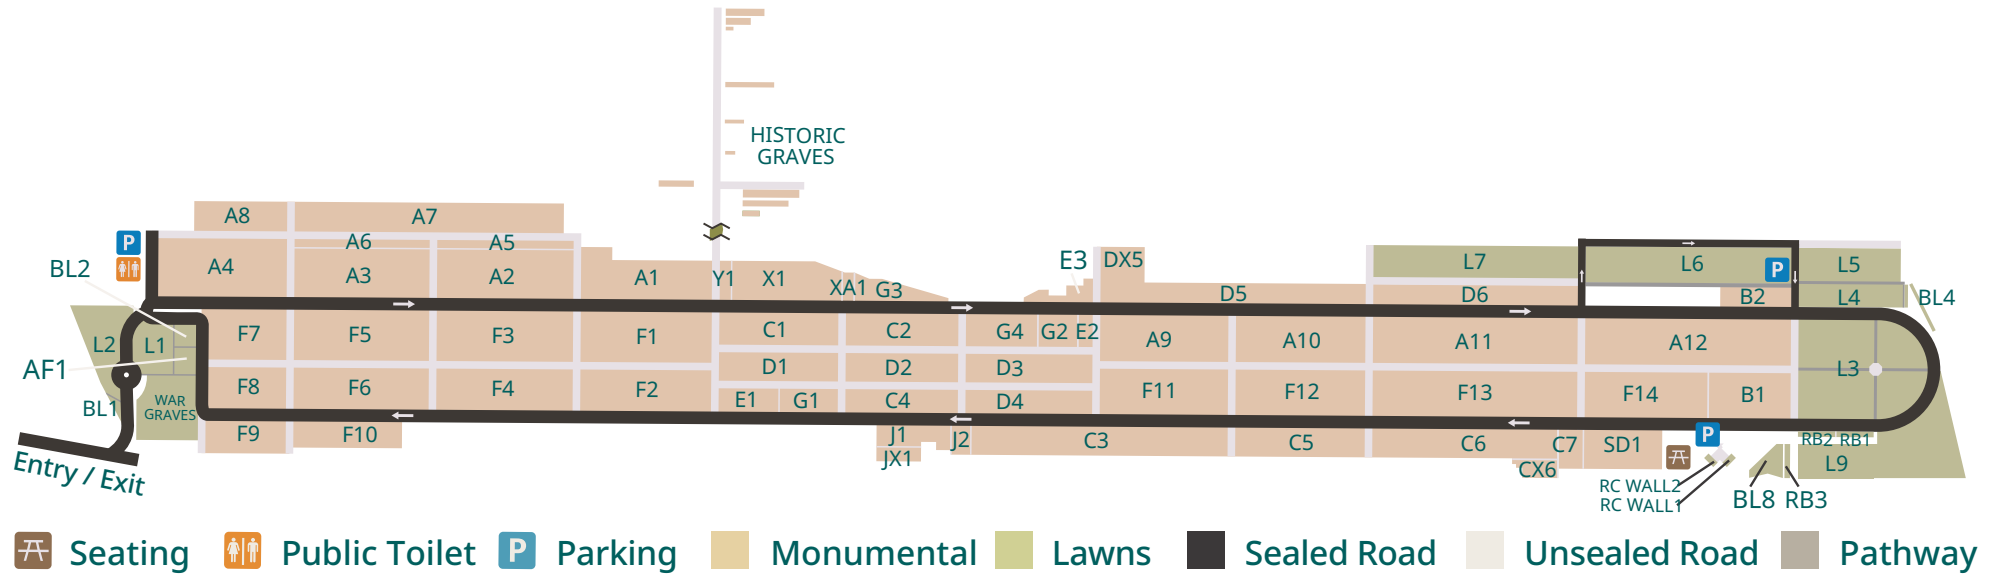 HISTORIC
GRAVES
A8
A7
P
A6
A5
A4
A3
A2
A1
Y1
X1
XA1
G3
E3
DX5
D5
L7
D6
L6
P
B2
L5
L4
BL4
BL2
L2
L1
AF1
BL1
WAR
GRAVES
F7
F5
F3
F1
C1
C2
G4
G2
E2
A9
A10
A11
A12
L3
D1
D2
D3
F8
F6
F4
F2
E1
G1
C4
D4
F11
F12
F13
F14
B1
F9
F10
J1
JX1
J2
C3
C5
C6
C7
CX6
SD1
P
RB2
RB1
L9
RC WALL2
RC WALL1
BL8
RB3
Entry / Exit
Seating
Public Toilet
P
Parking
Monumental
Lawns
Sealed Road
Unsealed Road
Pathway